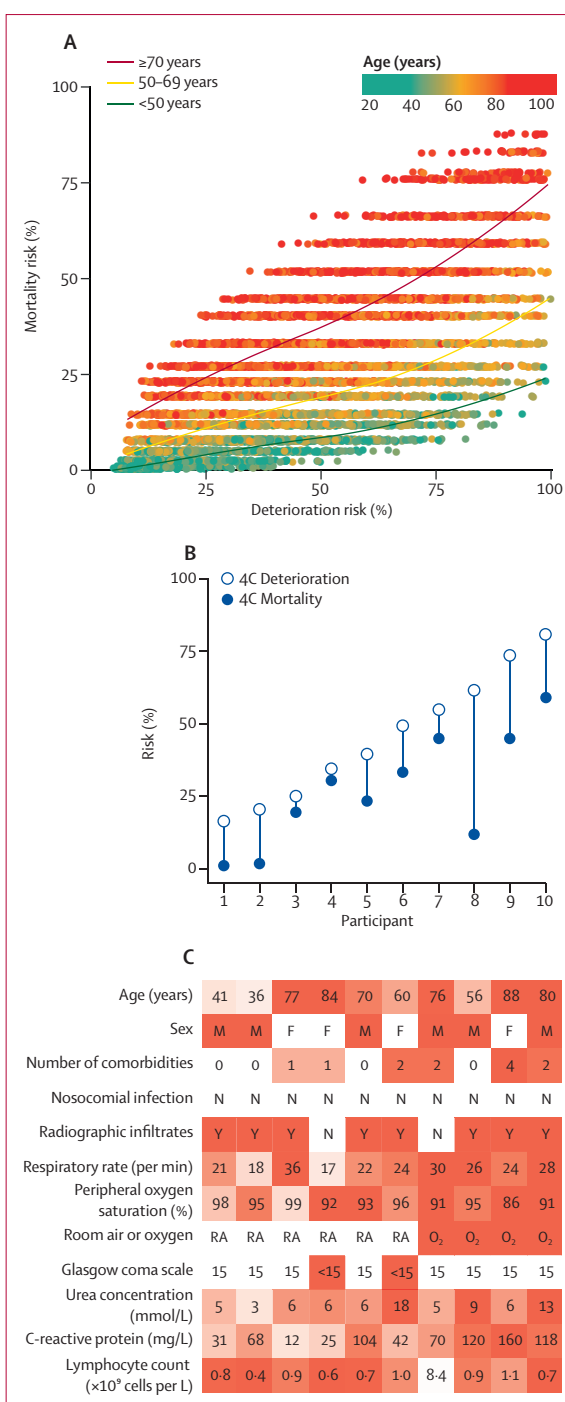 A
≥70 years
50–69 years
<50 years
Age (years)
20 40 60 80 100
100
75
50
25
0
Mortality risk (%)
0 25 50 75 100
Deterioration risk (%)
B
4C Deterioration
4C Mortality
100
75
50
25
0
Risk (%)
1 2 3 4 5 6 7 8 9 10
Participant
C
Age (years) 41 36 77 84 70 60 76 56 88 80
Sex M M F F M F M M F M
Number of comorbidities 0 0 1 1 0 2 2 0 4 2
Nosocomial infection N N N N N N N N N N
Radiographic infiltrates Y Y Y N Y Y N Y Y Y
Respiratory rate (per min) 21 18 36 17 22 24 30 26 24 28
Peripheral oxygen
saturation (%) 98 95 99 92 93 96 91 95 86 91
Room air or oxygen RA RA RA RA RA RA O₂ O₂ O₂ O₂
Glasgow coma scale 15 15 15 <15 15 <15 15 15 15 15
Urea concentration
(mmol/L) 5 3 6 6 6 18 5 9 6 13
C-reactive protein (mg/L) 31 68 12 25 104 42 70 120 160 118
Lymphocyte count
(×10⁹ cells per L) 0·8 0·4 0·9 0·6 0·7 1·0 8·4 0·9 1·1 0·7